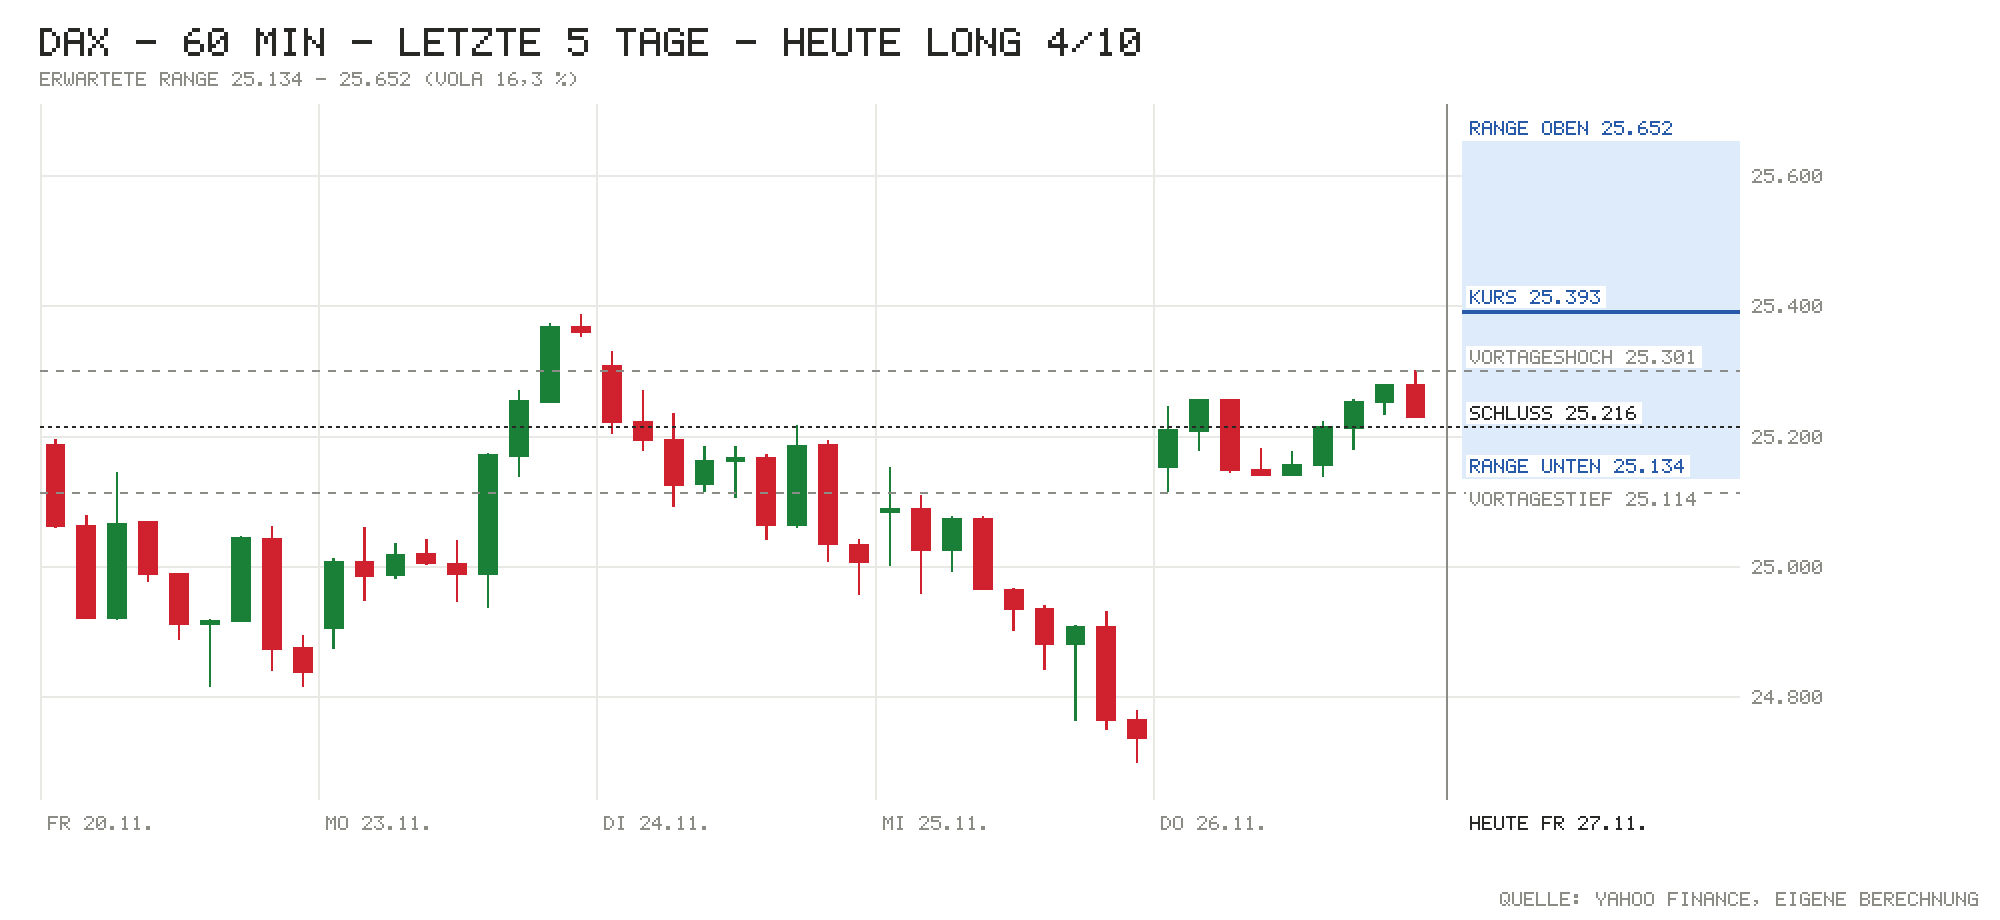 DAX — 60 MIN — LETZTE 5 TAGE — HEUTE LONG 4/10
ERWARTETE RANGE 25.134 – 25.652 (VOLA 16,3 %)
RANGE OBEN 25.652
25.600
KURS 25.393
25.400
VORTAGESHOCH 25.301
SCHLUSS 25.216
25.200
RANGE UNTEN 25.134
VORTAGESTIEF 25.114
25.000
24.800
FR 20.11.
MO 23.11.
DI 24.11.
MI 25.11.
DO 26.11.
HEUTE FR 27.11.
QUELLE: YAHOO FINANCE, EIGENE BERECHNUNG